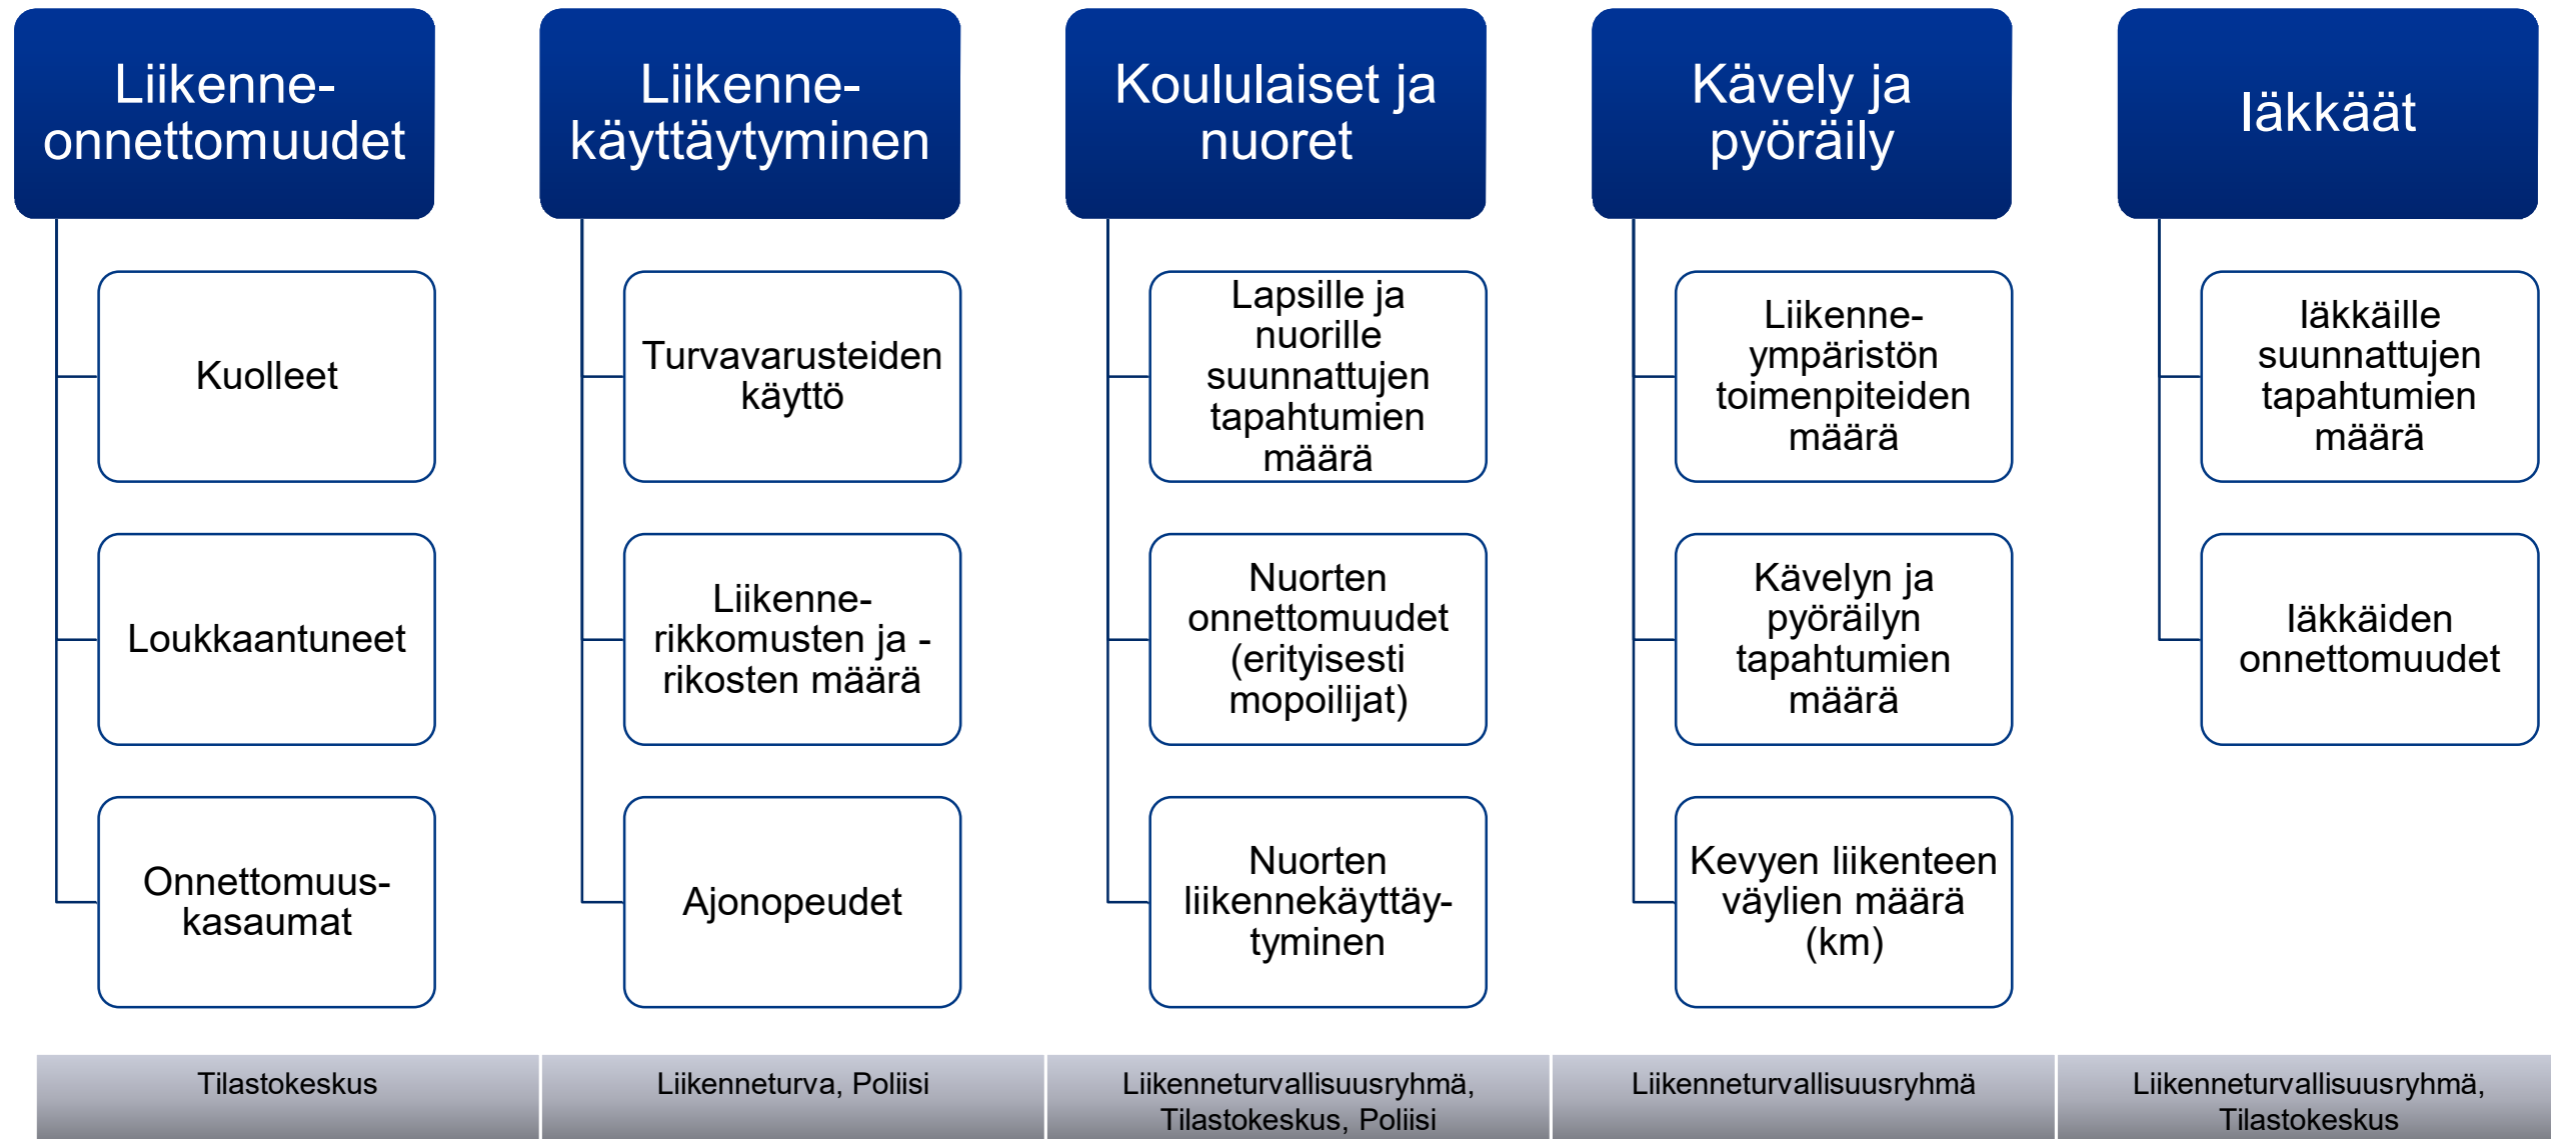 Liikenne-
onnettomuudet
Kuolleet
Loukkaantuneet
Onnettomuus-
kasaumat
Liikenne-
käyttäytyminen
Turvavarusteiden
käyttö
Liikenne-
rikkomusten ja -
rikosten määrä
Ajonopeudet
Koululaiset ja
nuoret
Lapsille ja
nuorille
suunnattujen
tapahtumien
määrä
Nuorten
onnettomuudet
(erityisesti
mopoilijat)
Nuorten
liikennekäyttäy-
tyminen
Kävely ja
pyöräily
Liikenne-
ympäristön
toimenpiteiden
määrä
Kävelyn ja
pyöräilyn
tapahtumien
määrä
Kevyen liikenteen
väylien määrä
(km)
Iäkkäät
Iäkkäille
suunnattujen
tapahtumien
määrä
Iäkkäiden
onnettomuudet
Tilastokeskus
Liikenneturva, Poliisi
Liikenneturvallisuusryhmä,
Tilastokeskus, Poliisi
Liikenneturvallisuusryhmä
Liikenneturvallisuusryhmä,
Tilastokeskus